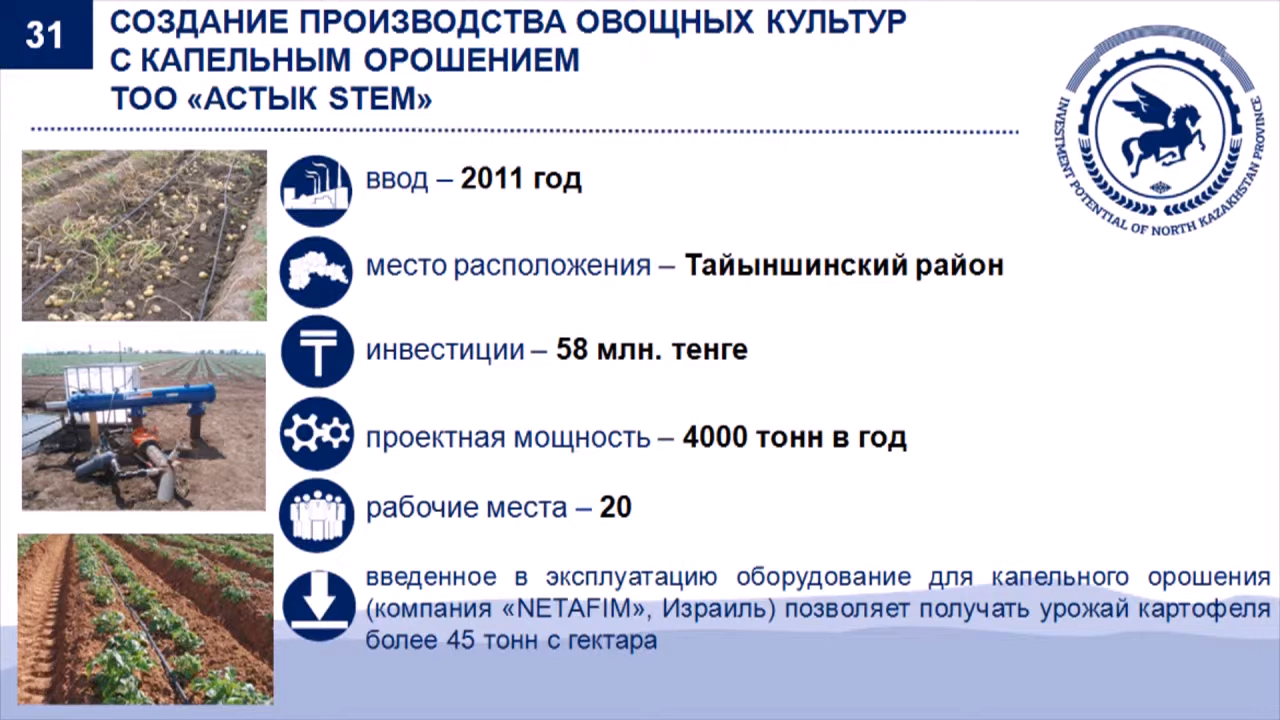 31
СОЗДАНИЕ ПРОИЗВОДСТВА ОВОЩНЫХ КУЛЬТУР
С КАПЕЛЬНЫМ ОРОШЕНИЕМ
ТОО «АСТЫК STEM»
INVESTMENT POTENTIAL OF NORTH KAZAKHSTAN PROVINCE
ввод – 2011 год
место расположения – Тайыншинский район
инвестиции – 58 млн. тенге
проектная мощность – 4000 тонн в год
рабочие места – 20
введенное в эксплуатацию оборудование для капельного орошения
(компания «NETAFIM», Израиль) позволяет получать урожай картофеля
более 45 тонн с гектара